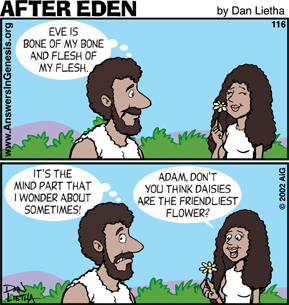 AFTER EDEN
by Dan Lietha
116
www.AnswersInGenesis.org
EVE IS
BONE OF MY BONE
AND FLESH OF
MY FLESH.
IT'S THE
MIND PART THAT
I WONDER ABOUT
SOMETIMES!
ADAM, DON'T
YOU THINK DAISIES
ARE THE FRIENDLIEST
FLOWER?
© 2002 AiG
DAN
LIETHA